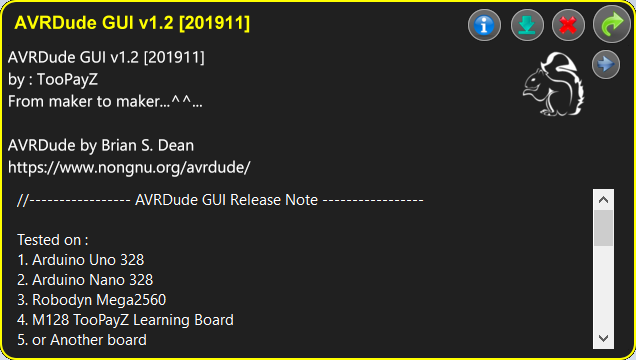 AVRDude GUI v1.2 [201911]
AVRDude GUI v1.2 [201911]
by : TooPayZ
From maker to maker...^^...
AVRDude by Brian S. Dean
https://www.nongnu.org/avrdude/
//----------------- AVRDude GUI Release Note -----------------
Tested on :
1. Arduino Uno 328
2. Arduino Nano 328
3. Robodyn Mega2560
4. M128 TooPayZ Learning Board
5. or Another board